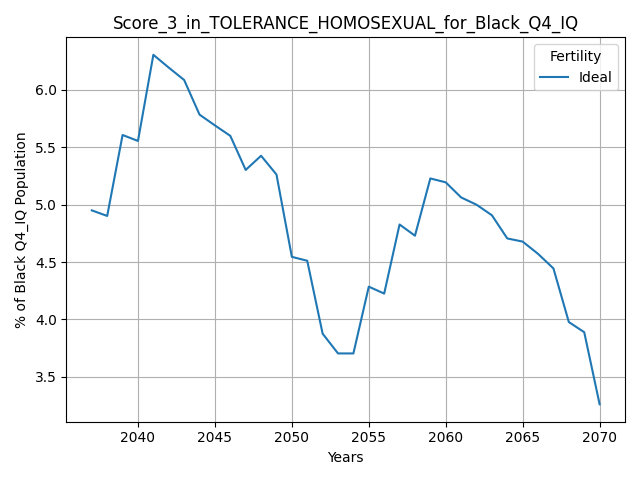 Score_3_in_TOLERANCE_HOMOSEXUAL_for_Black_Q4_IQ
Fertility
Ideal
% of Black Q4_IQ Population
6.0
5.5
5.0
4.5
4.0
3.5
2040 2045 2050 2055 2060 2065 2070
Years